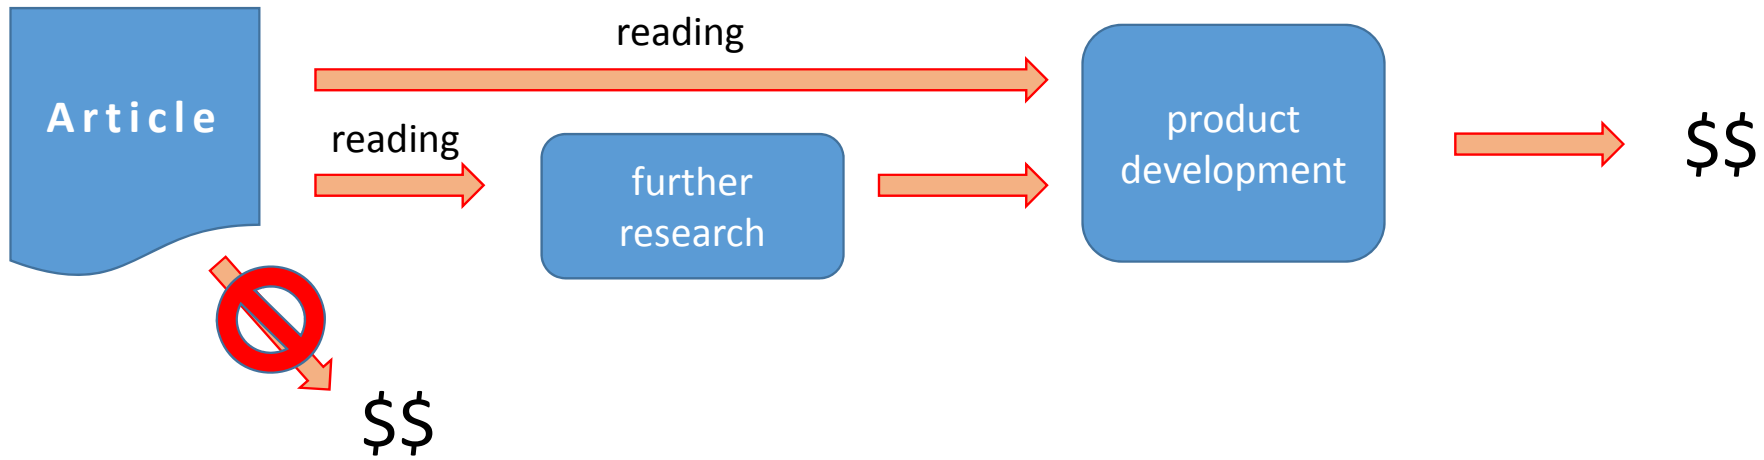 reading
Article
reading
product
development
$$
further
research
$$